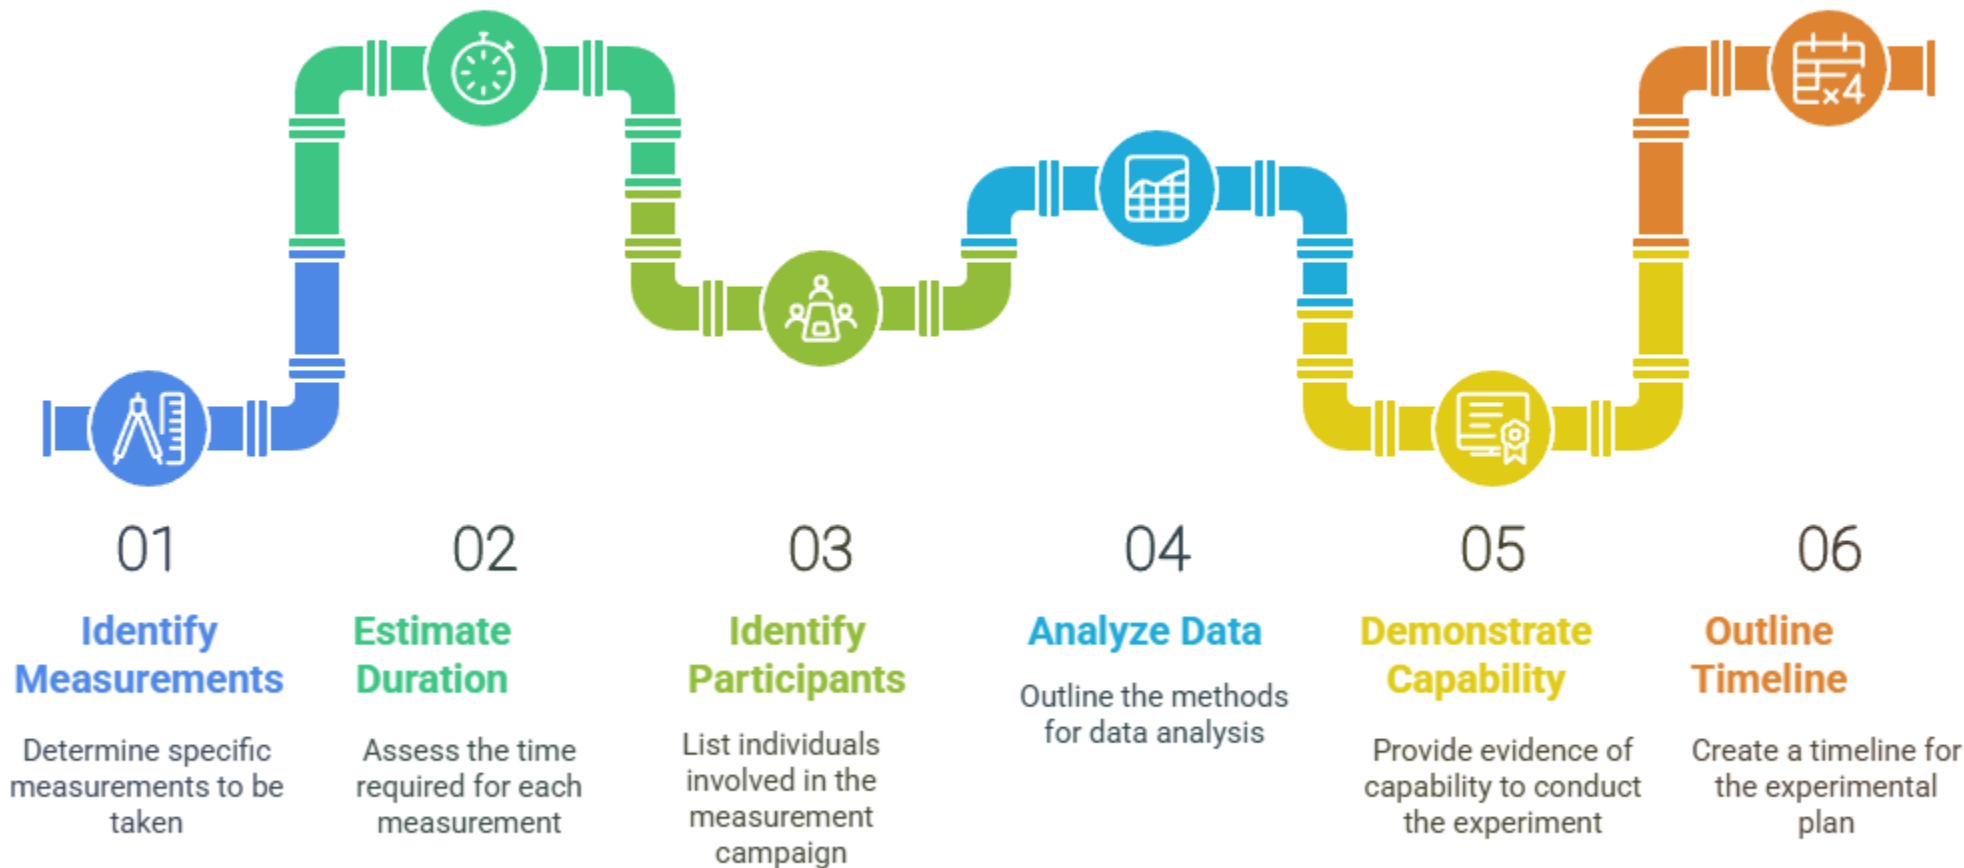 x4
01
Identify
Measurements
Determine specific
measurements to be
taken
02
Estimate
Duration
Assess the time
required for each
measurement
03
Identify
Participants
List individuals
involved in the
measurement
campaign
04
Analyze Data
Outline the methods
for data analysis
05
Demonstrate
Capability
Provide evidence of
capability to conduct
the experiment
06
Outline
Timeline
Create a timeline for
the experimental
plan